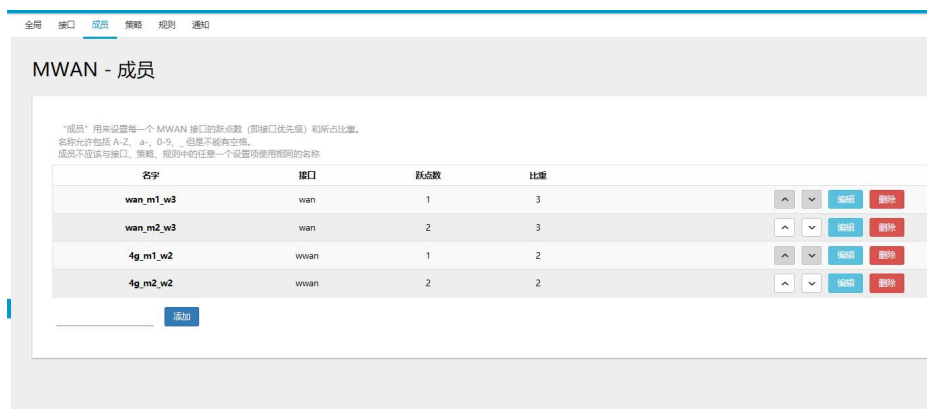 全局 接口 成员 策略 规则 通知
MWAN - 成员
“成员”用来设置每一个 MWAN 接口的跃点数（即接口优先级）和所占比重。
名称允许包括 A-Z、 a-、0-9、_ 但是不能有空格。
成员不应该与接口、策略、规则中的任意一个设置项使用相同的名称
名字 接口 跃点数 比重
wan_m1_w3 wan 1 3 编辑 删除
wan_m2_w3 wan 2 3 编辑 删除
4g_m1_w2 wwan 1 2 编辑 删除
4g_m2_w2 wwan 2 2 编辑 删除
添加